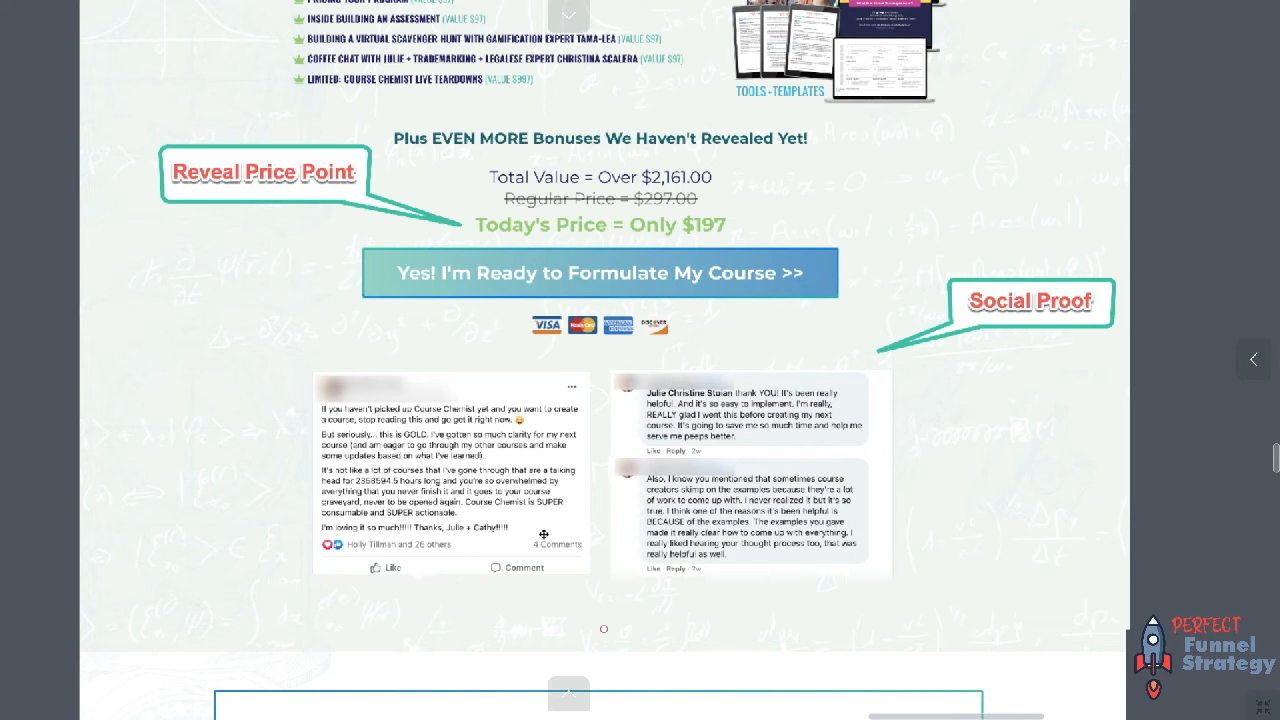 INSIDE BUILDING AN ASSESSMENT (VALUE $97)
BUILDING A VIRTUAL SCAVENGER HUNT WITH GAMIFICATION EXPERT TAMA-LEA (VALUE $97)
COFFEE CHAT WITH JULIE + TRADEMARKING + LEGALESE EXPERT CHRISTINA SCALERA (VALUE $97)
LIMITED: COURSE CHEMIST LIVE TEARDOWNS (VALUE $997)
TOOLS + TEMPLATES
Plus EVEN MORE Bonuses We Haven't Revealed Yet!
Reveal Price Point
Total Value = Over $2,161.00
Regular Price = $297.00
Today's Price = Only $197
Yes! I'm Ready to Formulate My Course >>
Social Proof
VISA MasterCard AMERICAN EXPRESS DISCOVER
If you haven't picked up Course Chemist yet and you want to create
a course, stop reading this and go get it right now. 😀
But seriously... this is GOLD. I've gotten so much clarity for my next
course (and am eager to go through my other courses and make
some updates based on what I've learned).
It's not like a lot of courses that I've gone through that are a talking
head for 2358594.5 hours long and you're so overwhelmed by
everything that you never finish it and it goes to your course
graveyard, never to be opened again. Course Chemist is SUPER
consumable and SUPER actionable.
I'm loving it so much!!!!! Thanks, Julie + Cathy!!!!!
Holly Tillman and 26 others 4 Comments
Like Comment
Julie Christine Stoian thank YOU! It's been really
helpful. And it's so easy to implement. I'm really,
REALLY glad I went this before creating my next
course. It's going to save me so much time and help me
serve me peeps better.
Like · Reply · 2w
Also, I know you mentioned that sometimes course
creators skimp on the examples because they're a lot
of work to come up with. I never realized it but it's so
true. I think one of the reasons it's been helpful is
BECAUSE of the examples. The examples you gave
made it really clear how to come up with everything. I
really liked hearing your thought process too, that was
really helpful as well.
Like · Reply · 2w
PERFECT
Funnel
Strategy